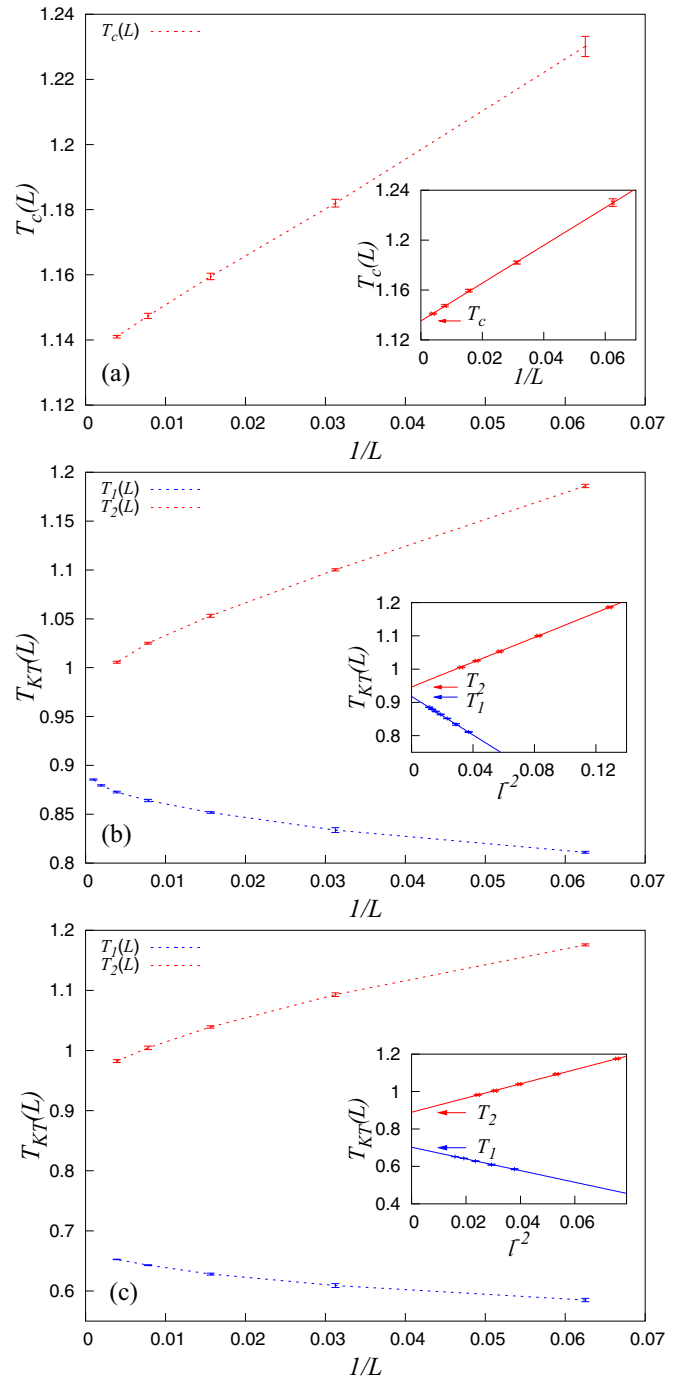 T_c(L)
1.24
1.22
1.2
1.18
1.16
1.14
1.12
T_c(L)
0 0.01 0.02 0.03 0.04 0.05 0.06 0.07
1/L
(a)
1.24
1.2
1.16
1.12
T_c(L)
T_c
0 0.02 0.04 0.06
1/L
T_1(L)
T_2(L)
1.2
1.15
1.1
1.05
1
0.95
0.9
0.85
0.8
T_KT(L)
0 0.01 0.02 0.03 0.04 0.05 0.06 0.07
1/L
(b)
1.2
1.1
1
0.9
0.8
T_KT(L)
T_2
T_1
0 0.04 0.08 0.12
l^-2
T_1(L)
T_2(L)
1.2
1.1
1
0.9
0.8
0.7
0.6
T_KT(L)
0 0.01 0.02 0.03 0.04 0.05 0.06 0.07
1/L
(c)
1.2
1
0.8
0.6
0.4
T_KT(L)
T_2
T_1
0 0.02 0.04 0.06
l^-2